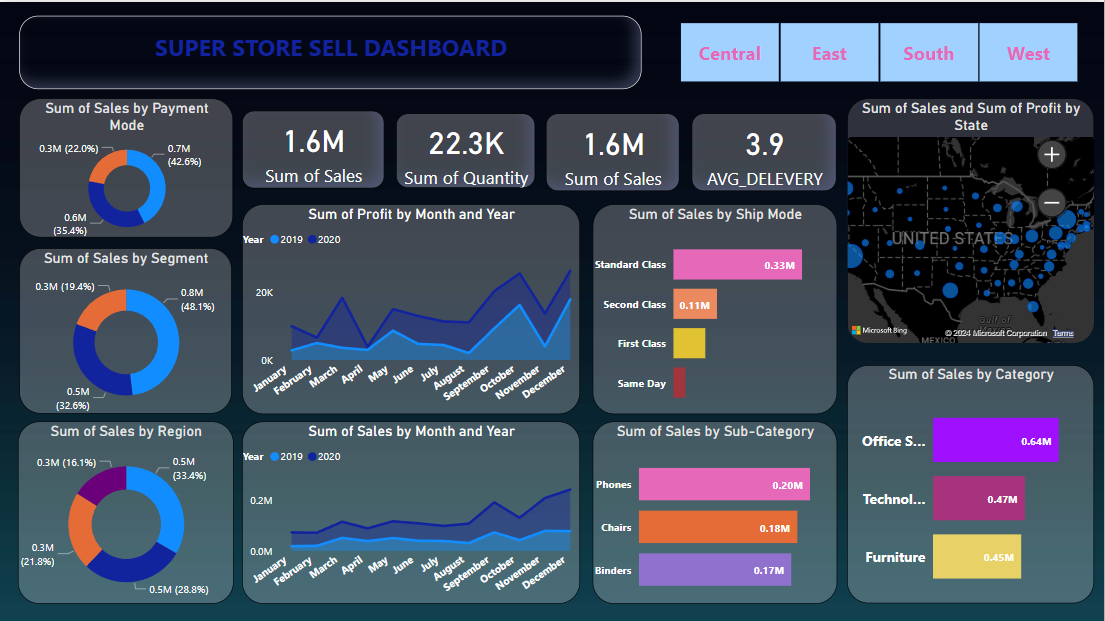 SUPER STORE SELL DASHBOARD
Central
East
South
West
Sum of Sales by Payment
Mode
0.3M (22.0%)
0.7M
(42.6%)
0.6M
(35.4%)
1.6M
Sum of Sales
22.3K
Sum of Quantity
1.6M
Sum of Sales
3.9
AVG_DELEVERY
Sum of Sales and Sum of Profit by
State
+
−
UNITED STATES
Gulf of
MEXICO
Microsoft Bing
© 2024 Microsoft Corporation Terms
Sum of Profit by Month and Year
Year 2019 2020
20K
0K
January
February
March
April
May
June
July
August
September
October
November
December
Sum of Sales by Ship Mode
Standard Class
0.33M
Second Class
0.11M
First Class
Same Day
Sum of Sales by Segment
0.3M (19.4%)
0.8M
(48.1%)
0.5M
(32.6%)
Sum of Sales by Category
Office S...
0.64M
Technol...
0.47M
Furniture
0.45M
Sum of Sales by Region
0.3M (16.1%)
0.5M
(33.4%)
0.3M
(21.8%)
0.5M (28.8%)
Sum of Sales by Month and Year
Year 2019 2020
0.2M
0.0M
January
February
March
April
May
June
July
August
September
October
November
December
Sum of Sales by Sub-Category
Phones
0.20M
Chairs
0.18M
Binders
0.17M